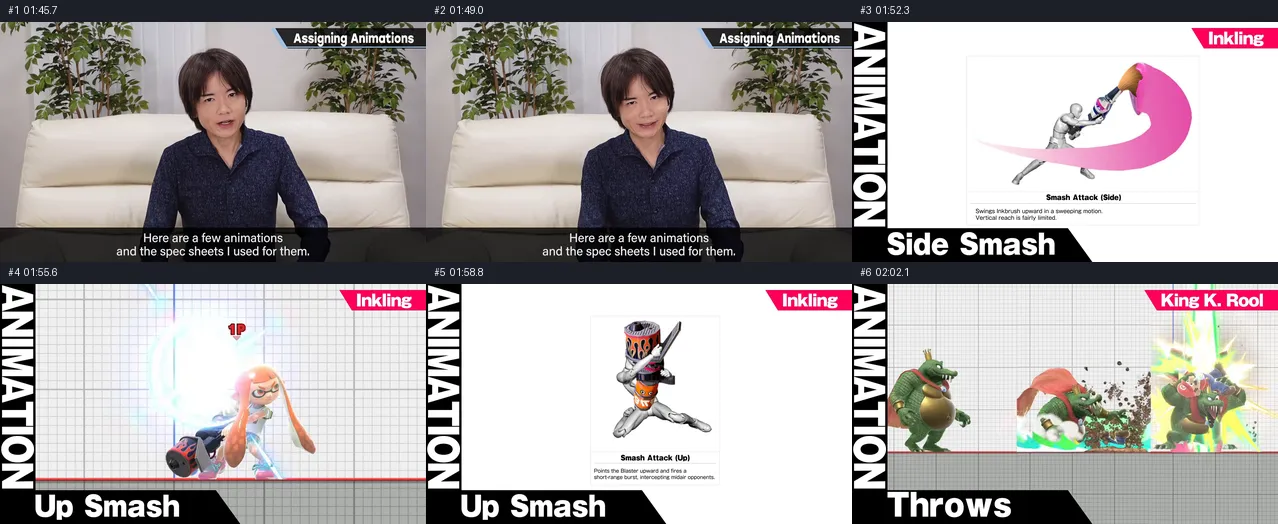 #1 01:45.7
Assigning Animations
Here are a few animations
and the spec sheets I used for them.
#2 01:49.0
Assigning Animations
Here are a few animations
and the spec sheets I used for them.
#3 01:52.3
ANIMATION
Inkling
Smash Attack (Side)
Swings Inkbrush upward in a sweeping motion.
Vertical reach is fairly limited.
Side Smash
#4 01:55.6
ANIMATION
Inkling
1P
Up Smash
#5 01:58.8
ANIMATION
Inkling
Smash Attack (Up)
Points the Blaster upward and fires a
short-range burst, intercepting midair opponents.
Up Smash
#6 02:02.1
ANIMATION
King K. Rool
Throws